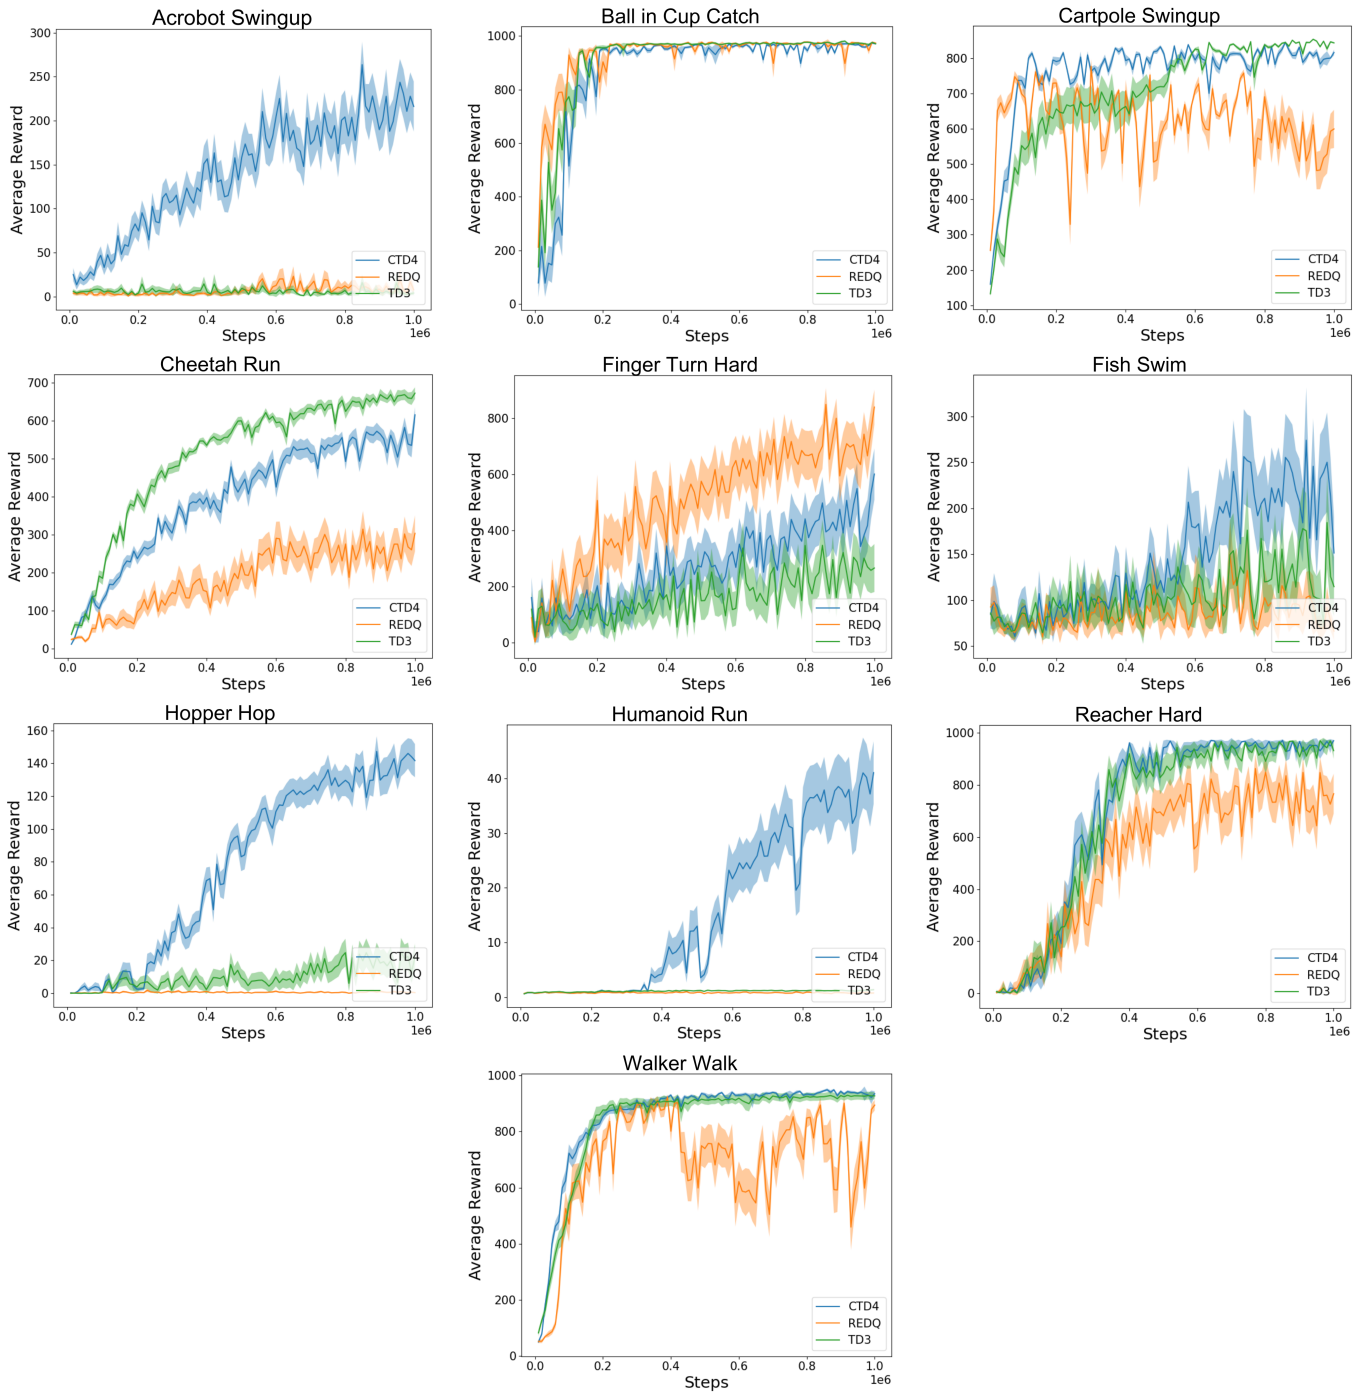 Acrobot Swingup
300
250
200
150
100
50
0
Average Reward
CTD4
REDQ
TD3
0.0 0.2 0.4 0.6 0.8 1.0
1e6
Steps
Ball in Cup Catch
1000
800
600
400
200
0
Average Reward
CTD4
REDQ
TD3
0.0 0.2 0.4 0.6 0.8 1.0
1e6
Steps
Cartpole Swingup
800
700
600
500
400
300
200
100
Average Reward
CTD4
REDQ
TD3
0.0 0.2 0.4 0.6 0.8 1.0
1e6
Steps
Cheetah Run
700
600
500
400
300
200
100
0
Average Reward
CTD4
REDQ
TD3
0.0 0.2 0.4 0.6 0.8 1.0
1e6
Steps
Finger Turn Hard
800
600
400
200
0
Average Reward
CTD4
REDQ
TD3
0.0 0.2 0.4 0.6 0.8 1.0
1e6
Steps
Fish Swim
300
250
200
150
100
50
Average Reward
CTD4
REDQ
TD3
0.0 0.2 0.4 0.6 0.8 1.0
1e6
Steps
Hopper Hop
160
140
120
100
80
60
40
20
0
Average Reward
CTD4
REDQ
TD3
0.0 0.2 0.4 0.6 0.8 1.0
1e6
Steps
Humanoid Run
40
30
20
10
0
Average Reward
CTD4
REDQ
TD3
0.0 0.2 0.4 0.6 0.8 1.0
1e6
Steps
Reacher Hard
1000
800
600
400
200
0
Average Reward
CTD4
REDQ
TD3
0.0 0.2 0.4 0.6 0.8 1.0
1e6
Steps
Walker Walk
1000
800
600
400
200
0
Average Reward
CTD4
REDQ
TD3
0.0 0.2 0.4 0.6 0.8 1.0
1e6
Steps